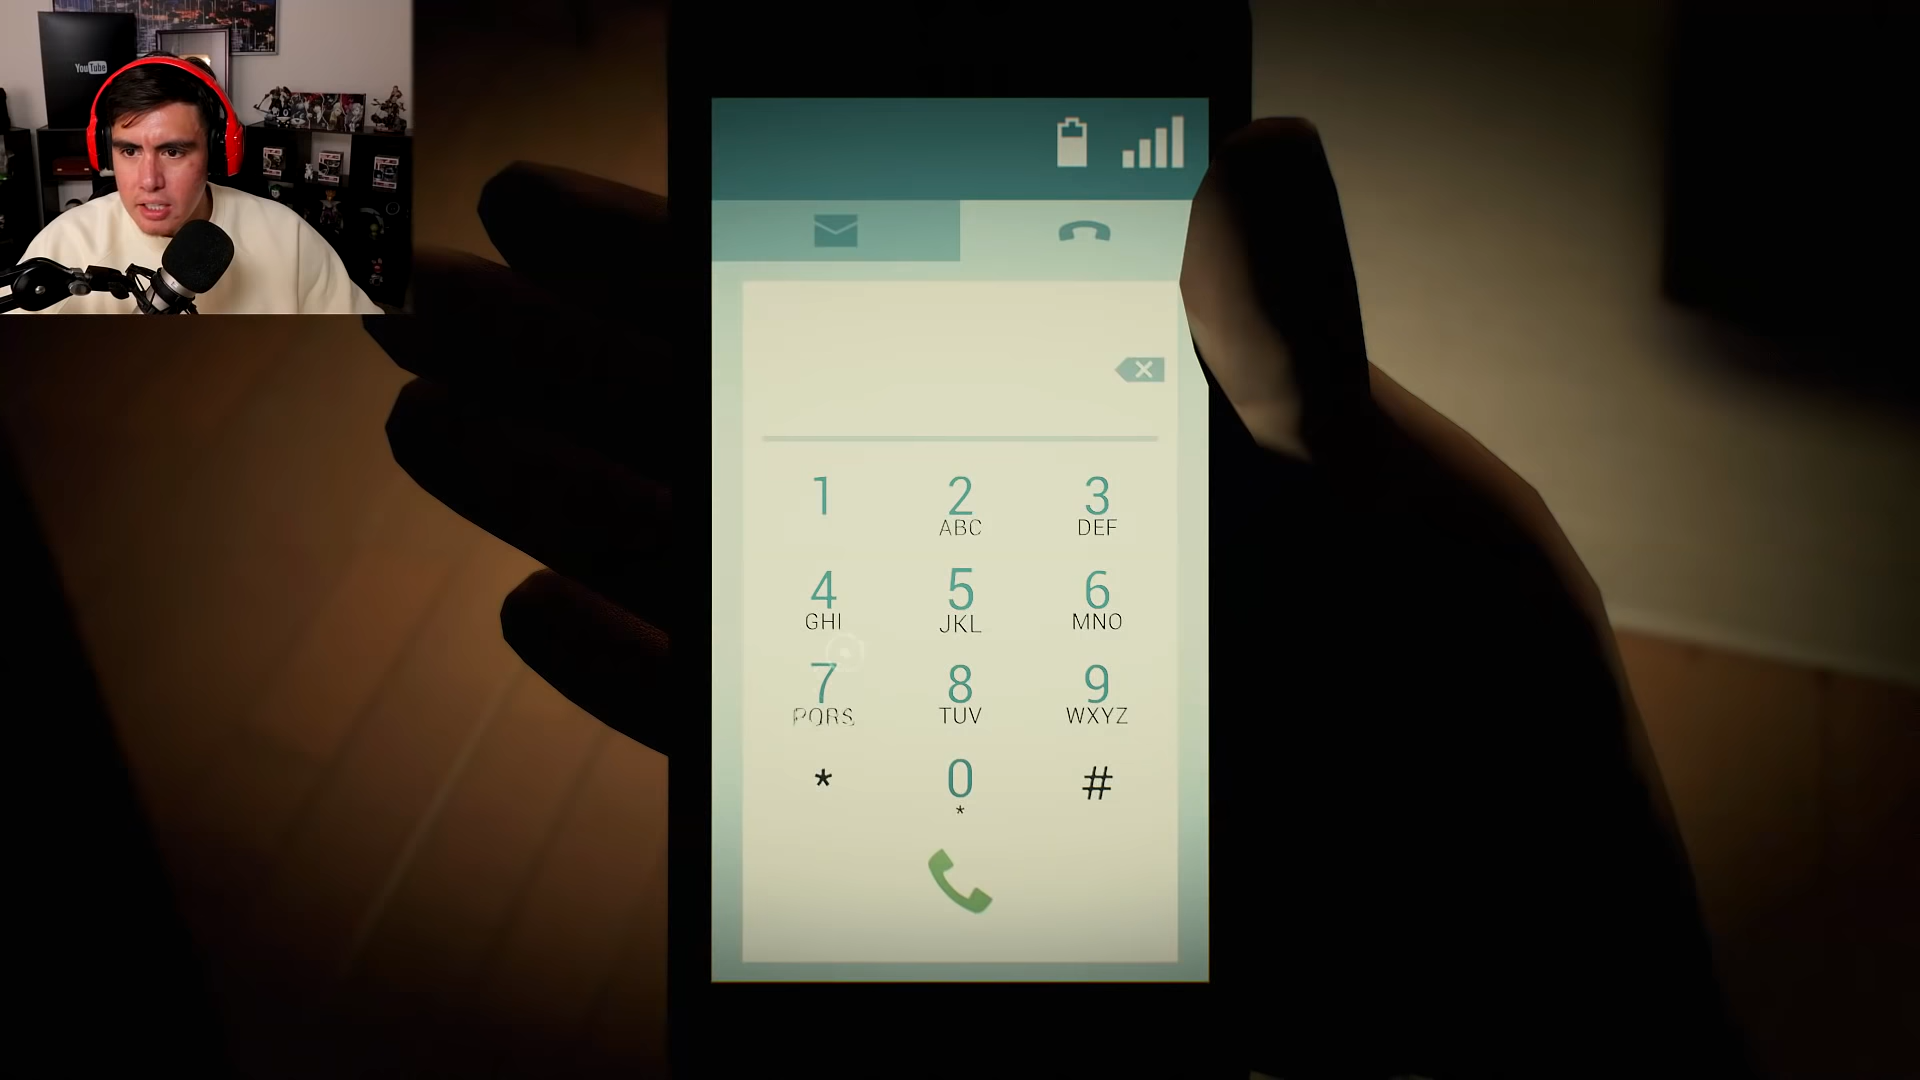 YouTube
1 2 3
ABC DEF
4 5 6
GHI JKL MNO
7 8 9
PQRS TUV WXYZ
* 0 #
*